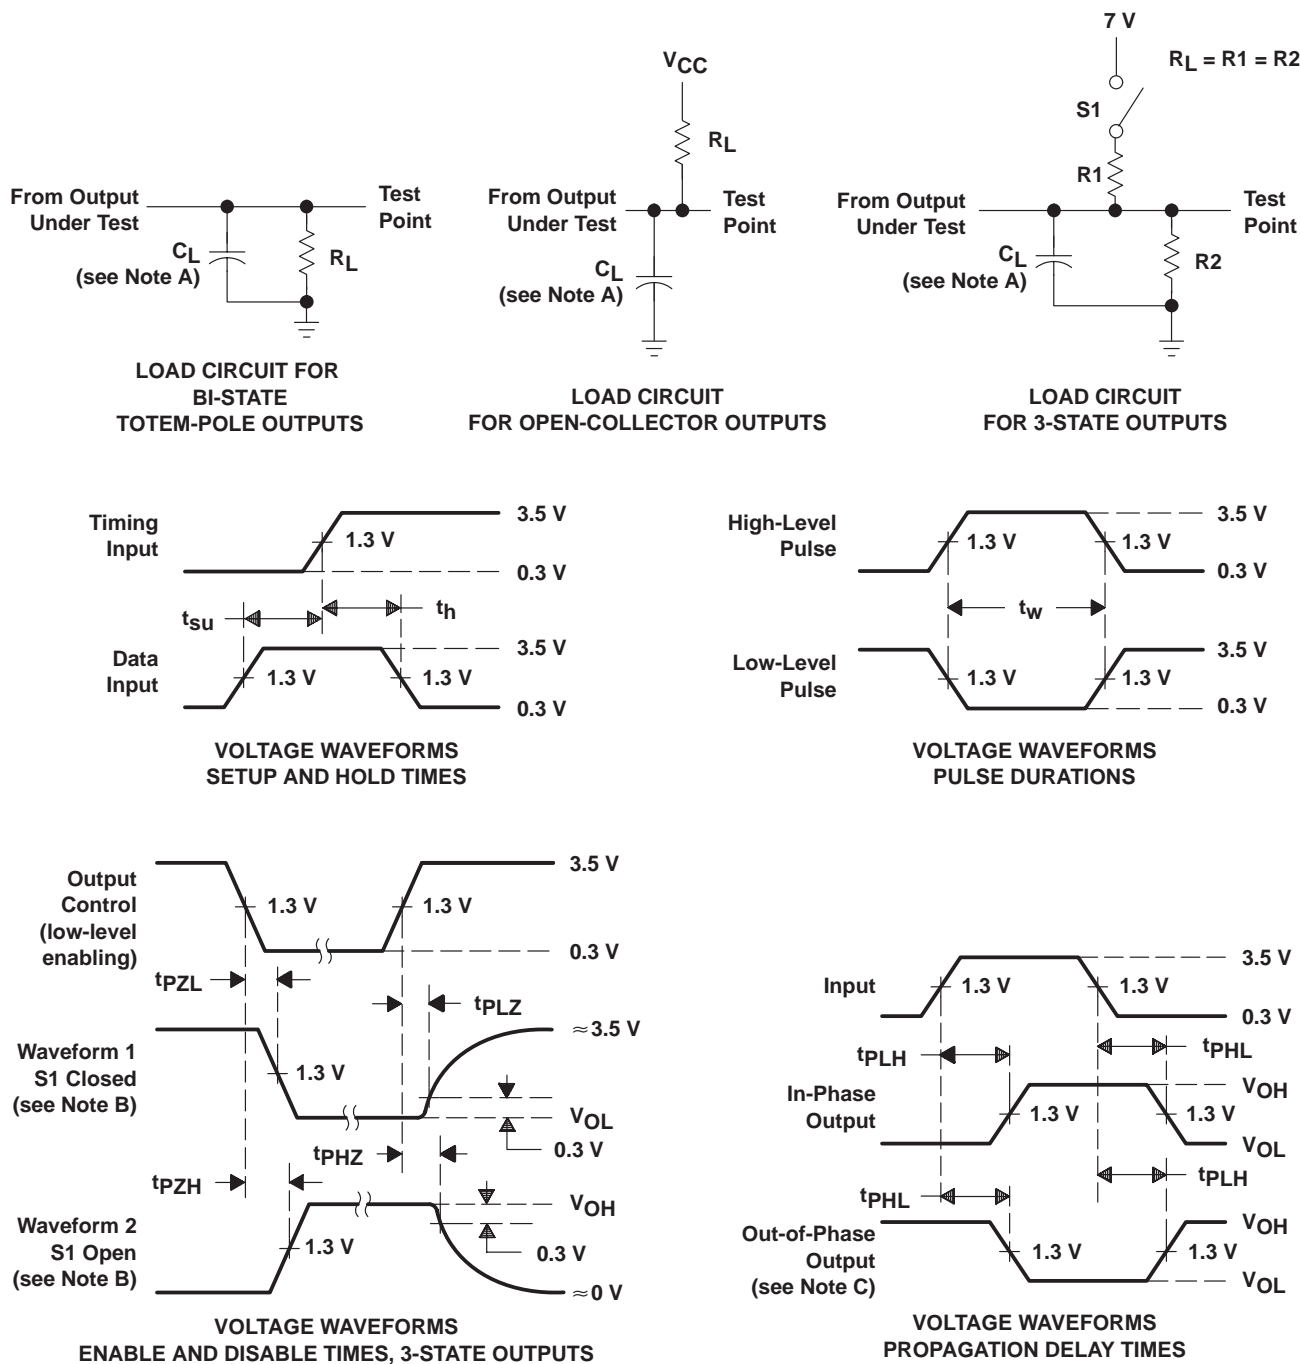 7 V
RL = R1 = R2
S1
R1
From Output
Under Test
Test
Point
CL
(see Note A)
RL
LOAD CIRCUIT FOR
BI-STATE
TOTEM-POLE OUTPUTS
VCC
RL
From Output
Under Test
Test
Point
CL
(see Note A)
LOAD CIRCUIT
FOR OPEN-COLLECTOR OUTPUTS
From Output
Under Test
Test
Point
CL
(see Note A)
R2
LOAD CIRCUIT
FOR 3-STATE OUTPUTS
Timing
Input
1.3 V
3.5 V
0.3 V
tsu
th
Data
Input
1.3 V
1.3 V
3.5 V
0.3 V
VOLTAGE WAVEFORMS
SETUP AND HOLD TIMES
High-Level
Pulse
1.3 V
1.3 V
3.5 V
0.3 V
tw
Low-Level
Pulse
1.3 V
1.3 V
3.5 V
0.3 V
VOLTAGE WAVEFORMS
PULSE DURATIONS
Output
Control
(low-level
enabling)
1.3 V
1.3 V
3.5 V
0.3 V
tPZL
tPLZ
Waveform 1
S1 Closed
(see Note B)
1.3 V
≈3.5 V
VOL
0.3 V
tPHZ
tPZH
Waveform 2
S1 Open
(see Note B)
1.3 V
VOH
0.3 V
≈0 V
VOLTAGE WAVEFORMS
ENABLE AND DISABLE TIMES, 3-STATE OUTPUTS
Input
1.3 V
1.3 V
3.5 V
0.3 V
tPLH
tPHL
In-Phase
Output
1.3 V
1.3 V
VOH
VOL
tPHL
tPLH
Out-of-Phase
Output
(see Note C)
1.3 V
1.3 V
VOH
VOL
VOLTAGE WAVEFORMS
PROPAGATION DELAY TIMES